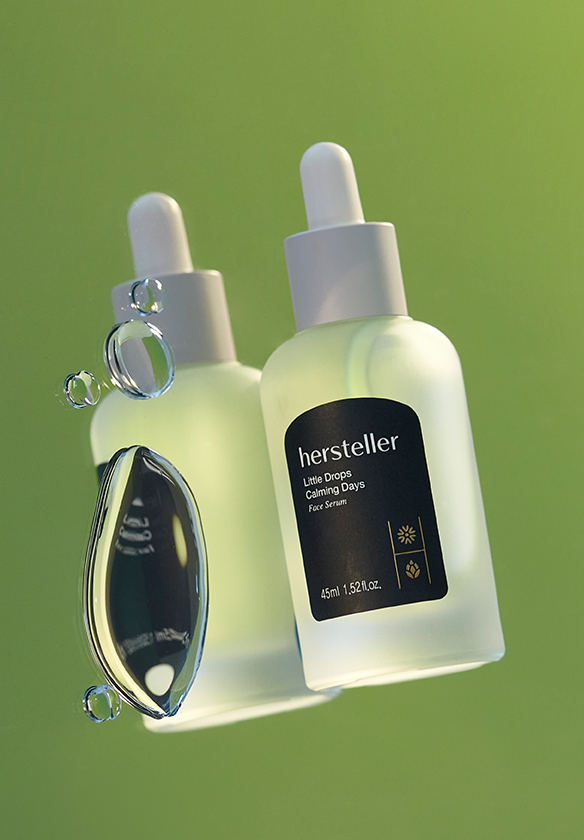 hersteller
Little Drops
Calming Days
Face Serum
45ml 1.52fl.oz.